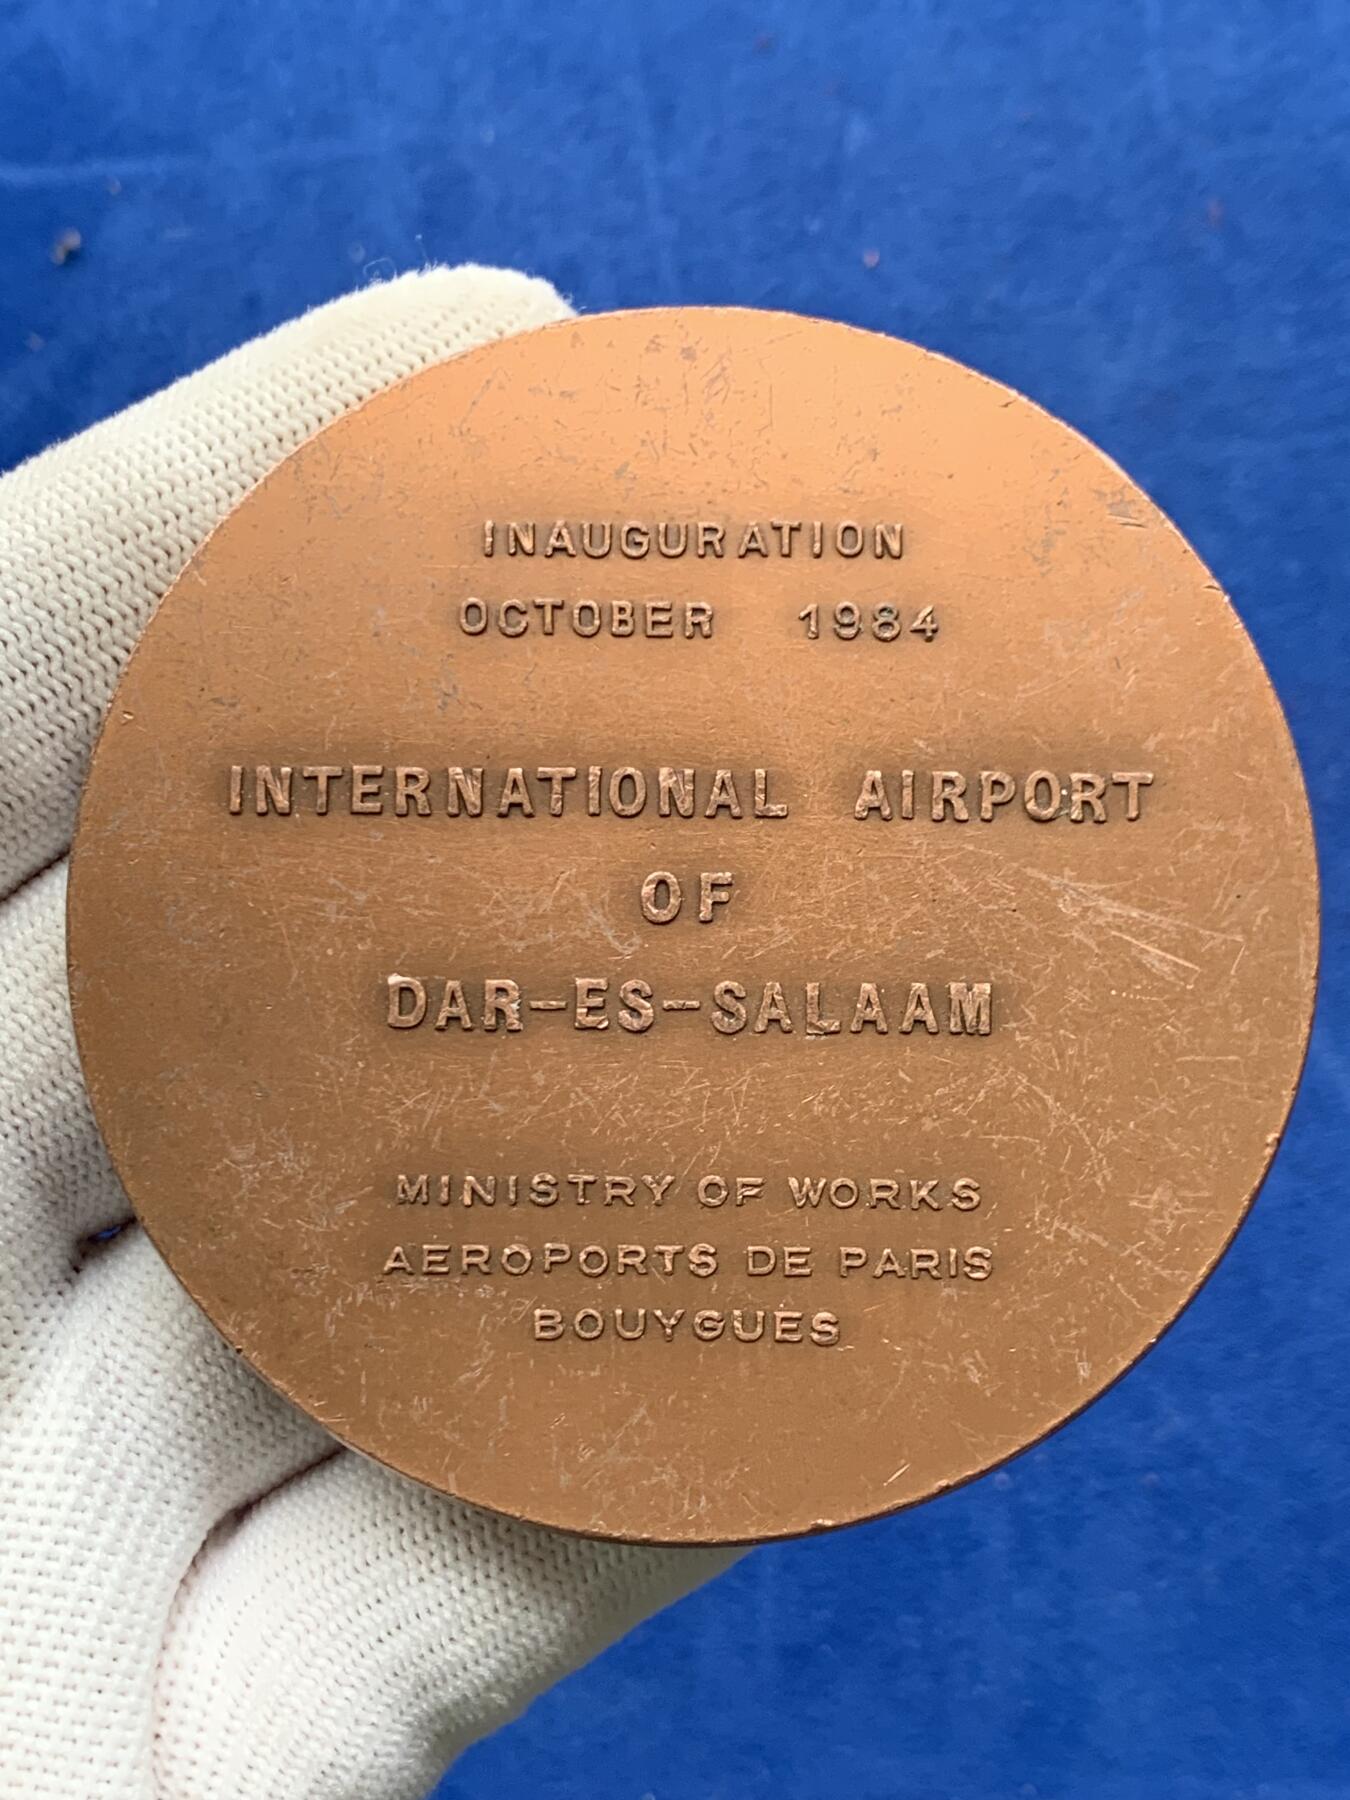 INAUGURATION
OCTOBER 1984
INTERNATIONAL AIRPORT
OF
DAR-ES-SALAAM
MINISTRY OF WORKS
AEROPORTS DE PARIS
BOUYGUES